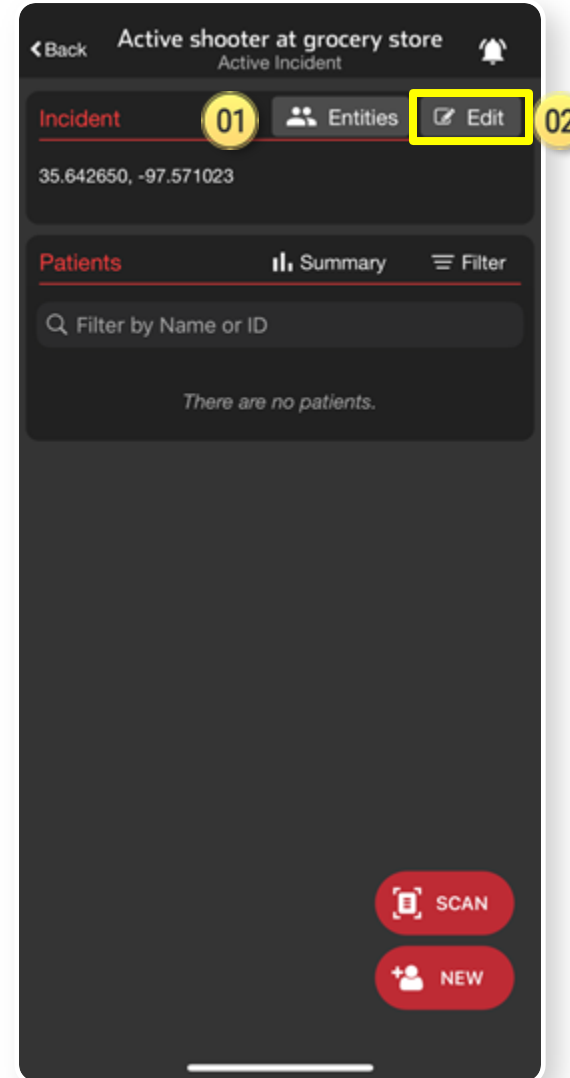 Back
Active shooter at grocery store
Active Incident
Incident
01
Entities
Edit
02
35.642650, -97.571023
Patients
Summary
Filter
Filter by Name or ID
There are no patients.
SCAN
NEW